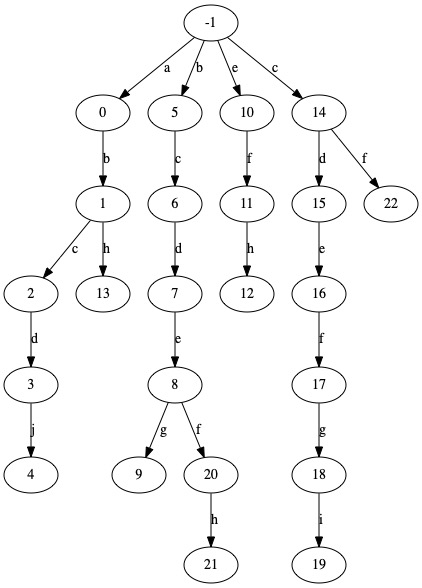 -1
a b e c
0 5 10 14
b c f d f
1 6 11 15 22
c h d h e
2 13 7 12 16
d e f
3 8 17
j g f g
4 9 20 18
h i
21 19